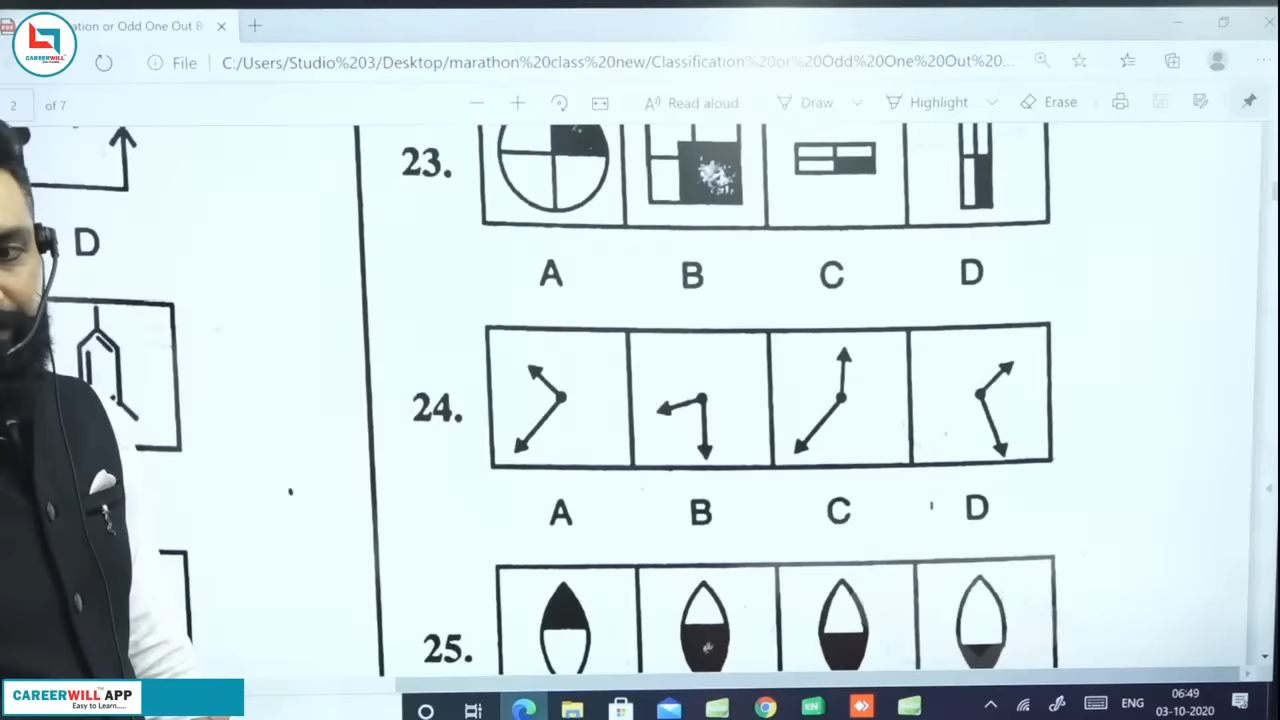 ation or Odd One Out B
CAREERWILL
File
C:/Users/Studio%203/Desktop/marathon%20class%20new/Classification%20or%20Odd%20One%20Out%20...
2
of 7
Read aloud
Draw
Highlight
Erase
23.
D
A
B
C
D
24.
A
B
C
D
25.
CAREERWILL APP
Easy to Learn.....
EN
ENG
06:49
03-10-2020